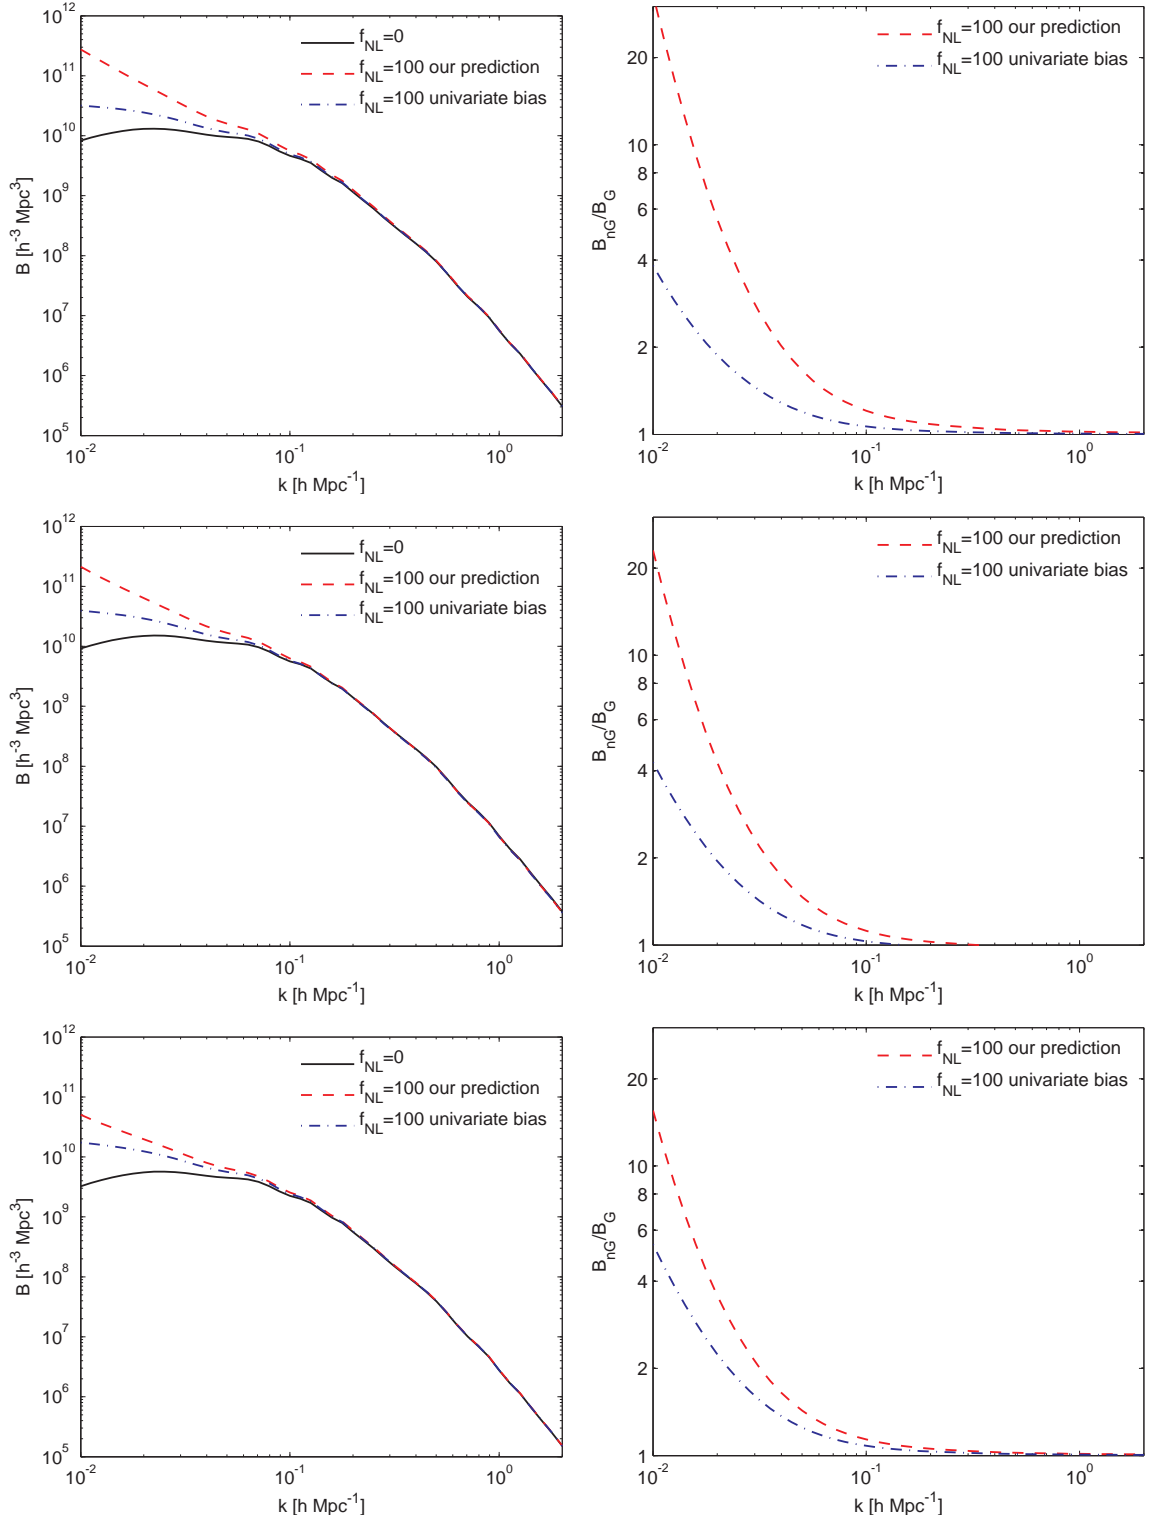 f_NL=0
f_NL=100 our prediction
f_NL=100 univariate bias
B [h^-3 Mpc^3]
10^12
10^11
10^10
10^9
10^8
10^7
10^6
10^5
10^-2 10^-1 10^0
k [h Mpc^-1]
f_NL=100 our prediction
f_NL=100 univariate bias
B_nG/B_G
20
10
8
6
4
2
1
10^-2 10^-1 10^0
k [h Mpc^-1]
f_NL=0
f_NL=100 our prediction
f_NL=100 univariate bias
B [h^-3 Mpc^3]
10^12
10^11
10^10
10^9
10^8
10^7
10^6
10^5
10^-2 10^-1 10^0
k [h Mpc^-1]
f_NL=100 our prediction
f_NL=100 univariate bias
B_nG/B_G
20
10
8
6
4
2
1
10^-2 10^-1 10^0
k [h Mpc^-1]
f_NL=0
f_NL=100 our prediction
f_NL=100 univariate bias
B [h^-3 Mpc^3]
10^12
10^11
10^10
10^9
10^8
10^7
10^6
10^5
10^-2 10^-1 10^0
k [h Mpc^-1]
f_NL=100 our prediction
f_NL=100 univariate bias
B_nG/B_G
20
10
8
6
4
2
1
10^-2 10^-1 10^0
k [h Mpc^-1]